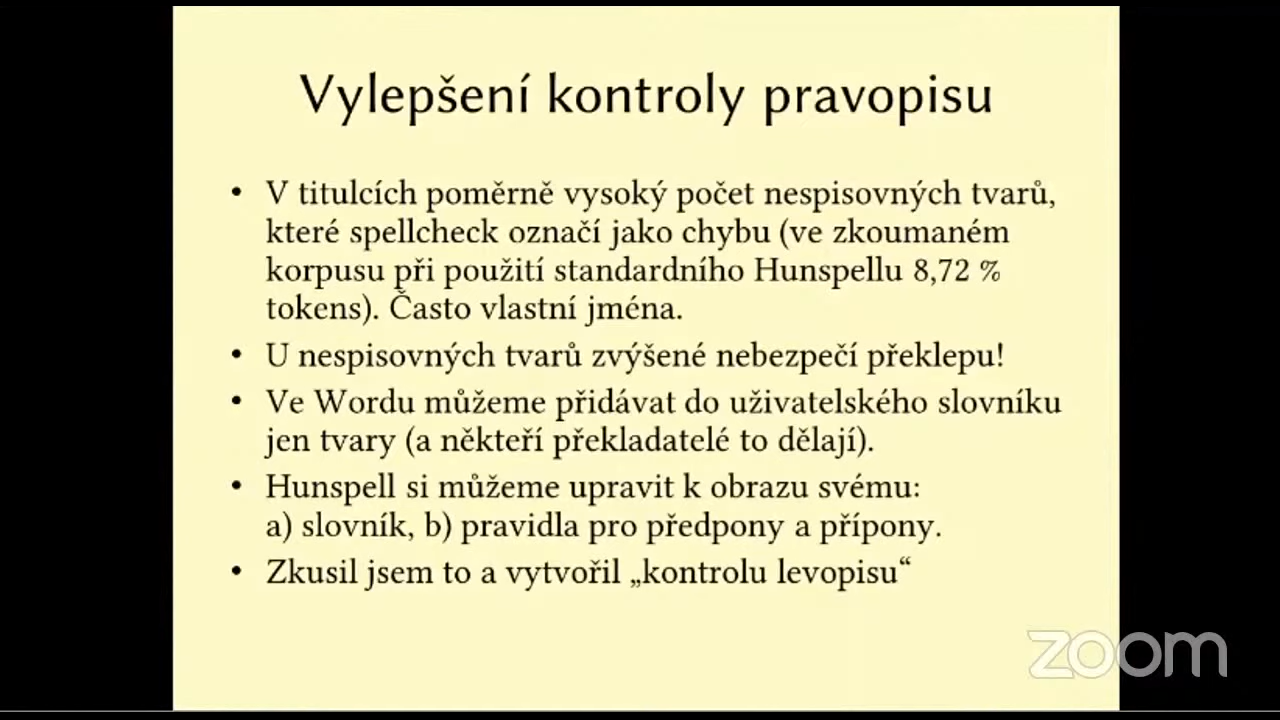 Vylepšení kontroly pravopisu
• V titulcích poměrně vysoký počet nespisovných tvarů,
které spellcheck označí jako chybu (ve zkoumaném
korpusu při použití standardního Hunspellu 8,72 %
tokens). Často vlastní jména.
• U nespisovných tvarů zvýšené nebezpečí překlepu!
• Ve Wordu můžeme přidávat do uživatelského slovníku
jen tvary (a někteří překladatelé to dělají).
• Hunspell si můžeme upravit k obrazu svému:
a) slovník, b) pravidla pro předpony a přípony.
• Zkusil jsem to a vytvořil „kontrolu levopisu“
zoom